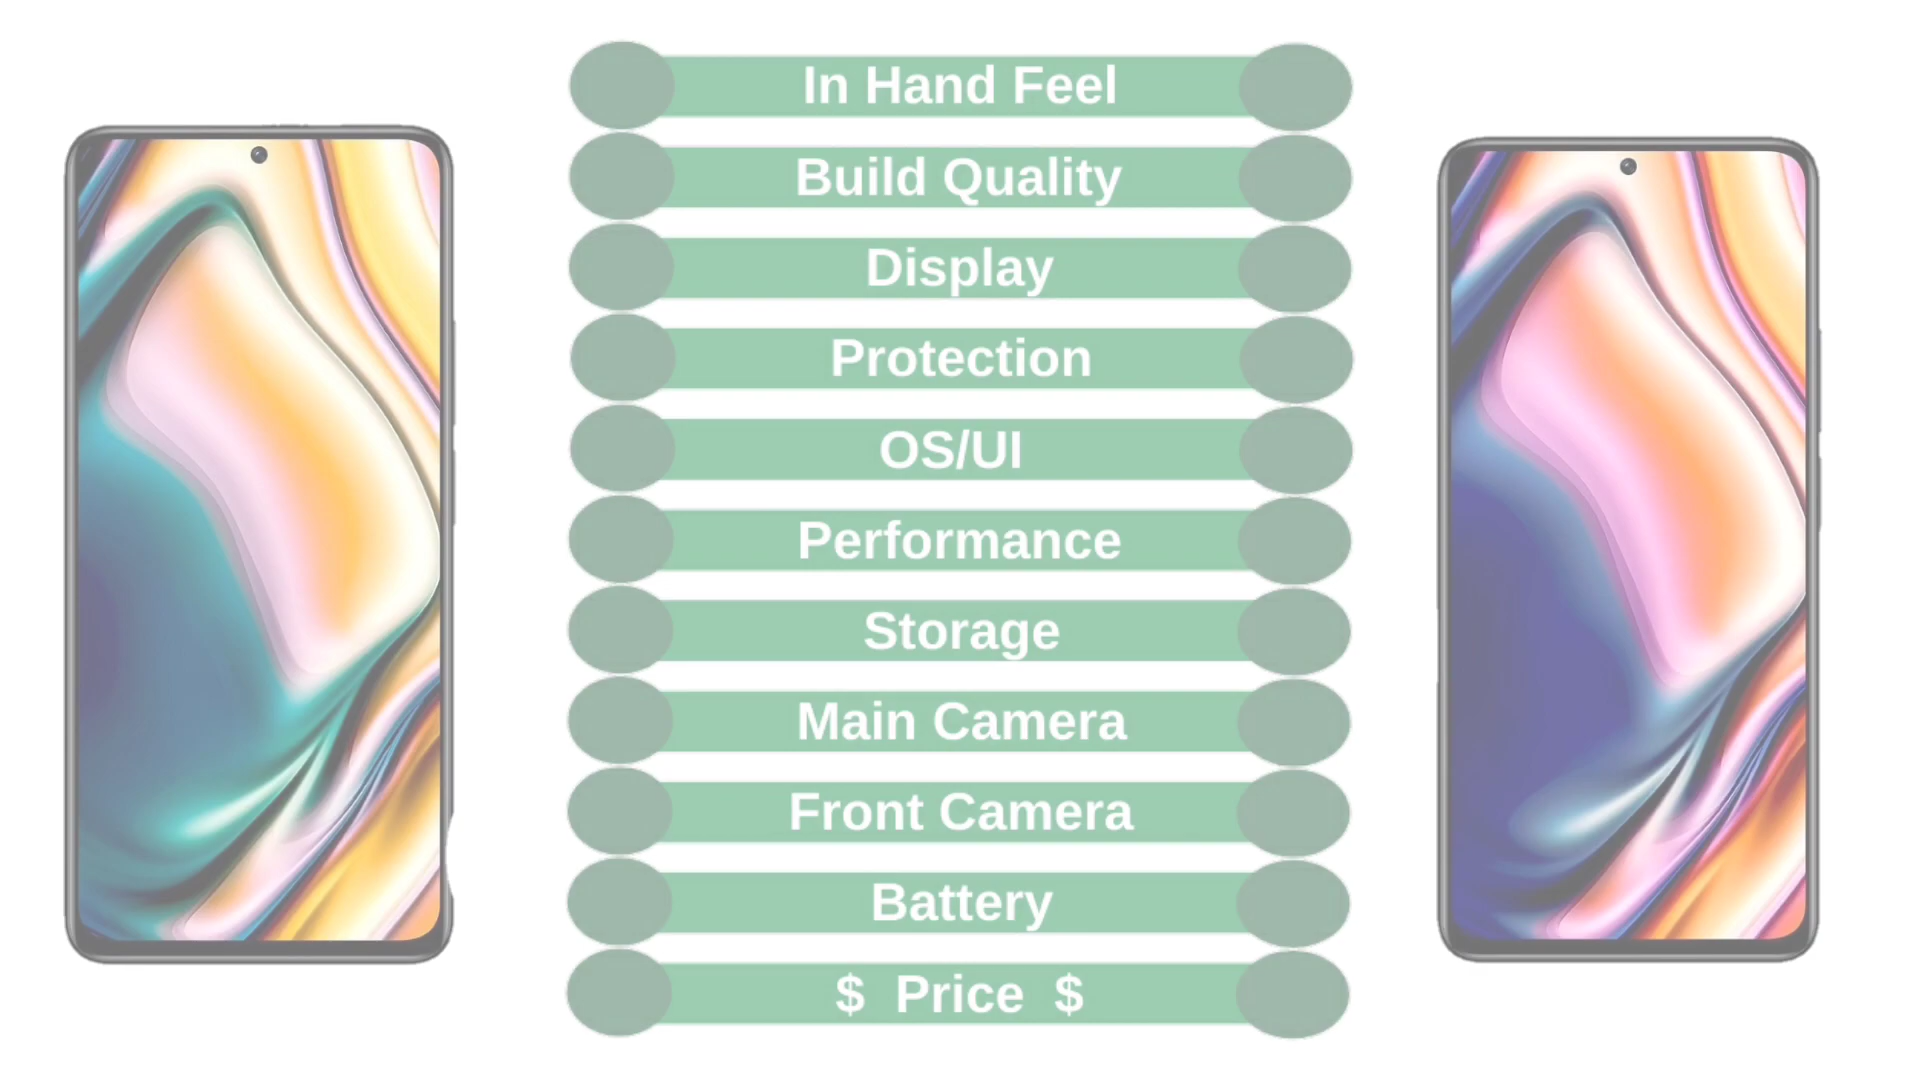 In Hand Feel
Build Quality
Display
Protection
OS/UI
Performance
Storage
Main Camera
Front Camera
Battery
$ Price $